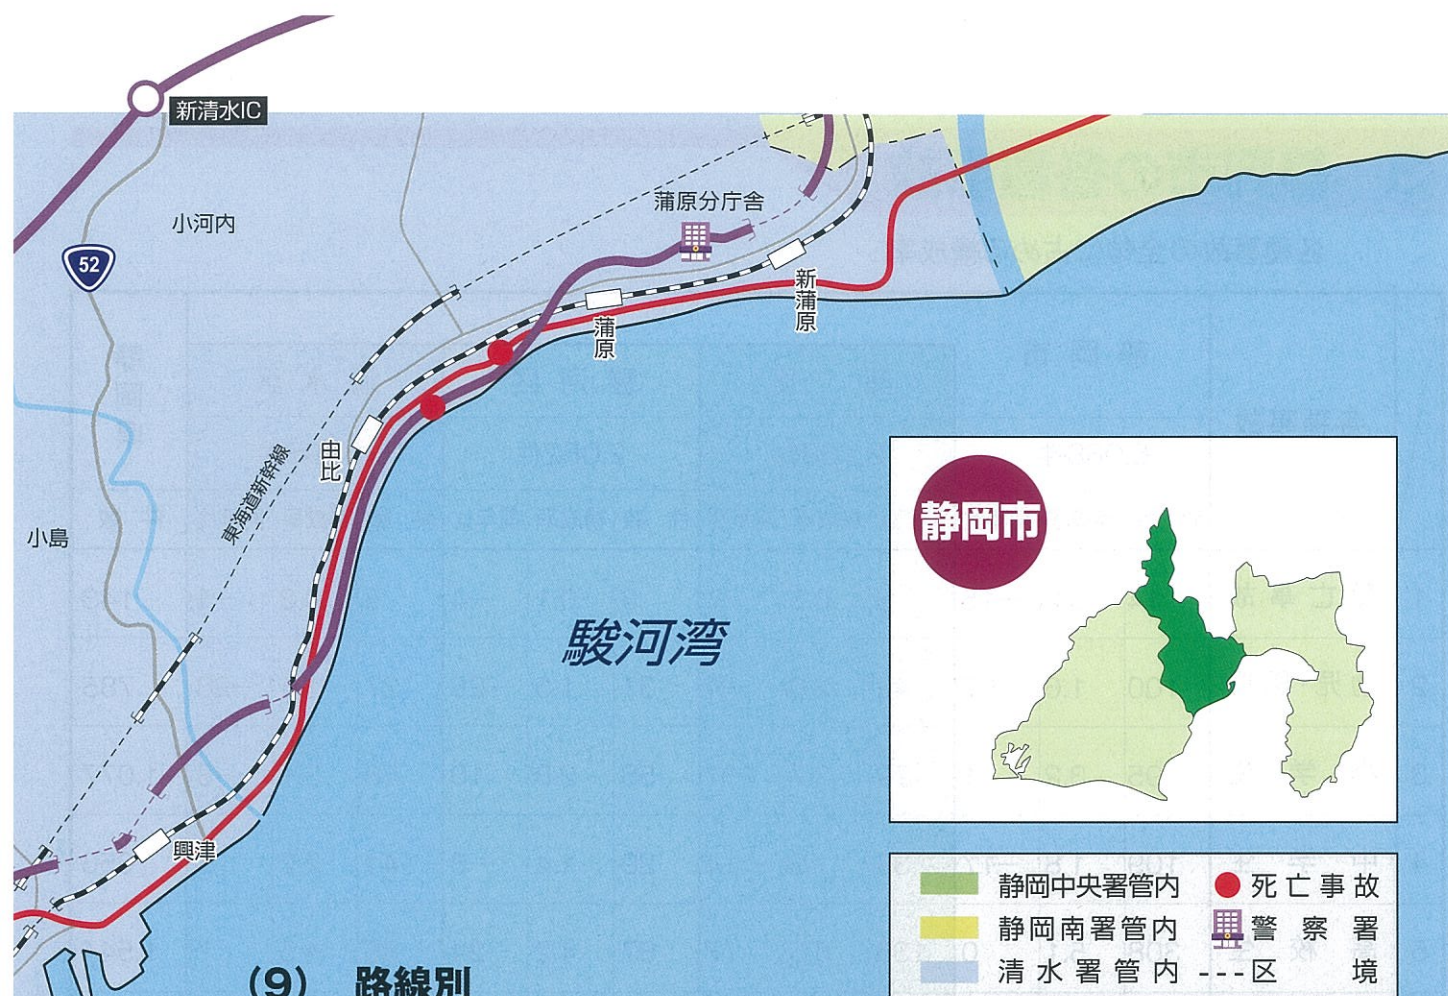 新清水IC
小河内
52
蒲原分庁舎
新蒲原
蒲原
由比
東海道新幹線
小島
静岡市
駿河湾
興津
静岡中央署管内
死亡事故
静岡南署管内
警察署
清水署管内
区境
(9) 路線別